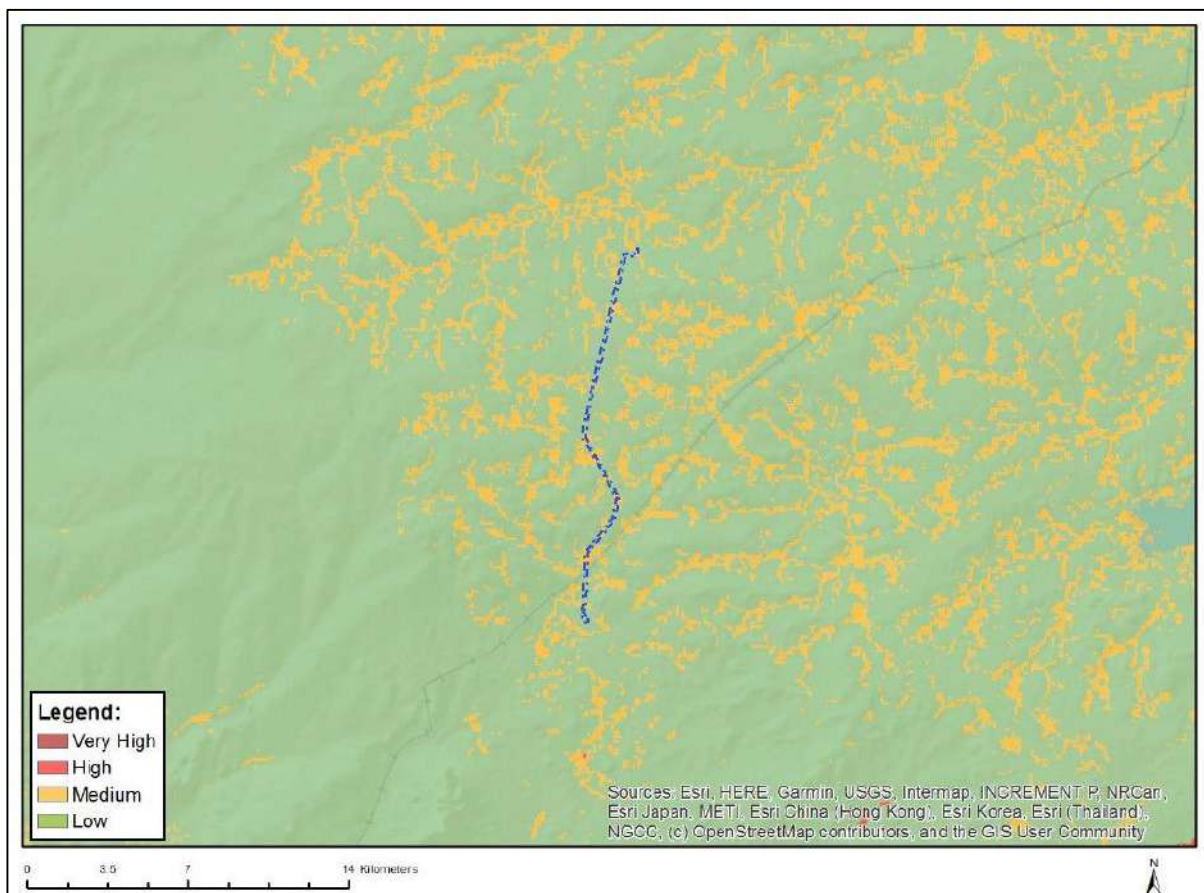 Legend:
Very High
High
Medium
Low
Sources: Esri, HERE, Garmin, USGS, Intermap, INCREMENT P, NRCan,
Esri Japan, METI, Esri China (Hong Kong), Esri Korea, Esri (Thailand),
NGCC, (c) OpenStreetMap contributors, and the GIS User Community
0 3.5 7 14 Kilometers
N